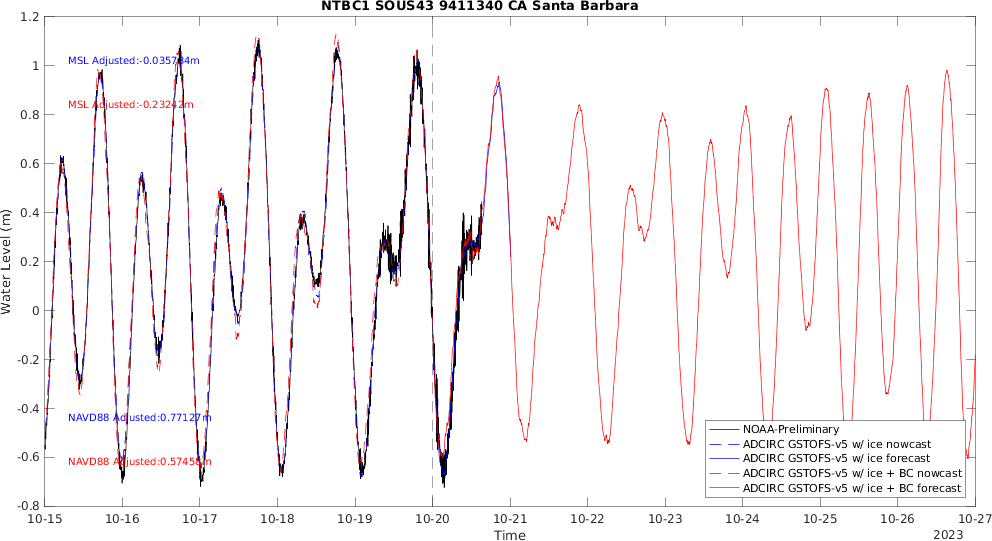 NTBC1 SOUS43 9411340 CA Santa Barbara
1.2
1
0.8
0.6
0.4
0.2
0
-0.2
-0.4
-0.6
-0.8
Water Level (m)
MSL Adjusted:-0.035734m
MSL Adjusted:-0.23242m
NAVD88 Adjusted:0.77127m
NAVD88 Adjusted:0.57458m
NOAA-Preliminary
ADCIRC GSTOFS-v5 w/ ice nowcast
ADCIRC GSTOFS-v5 w/ ice forecast
ADCIRC GSTOFS-v5 w/ ice + BC nowcast
ADCIRC GSTOFS-v5 w/ ice + BC forecast
10-15 10-16 10-17 10-18 10-19 10-20 10-21 10-22 10-23 10-24 10-25 10-26 10-27
Time
2023